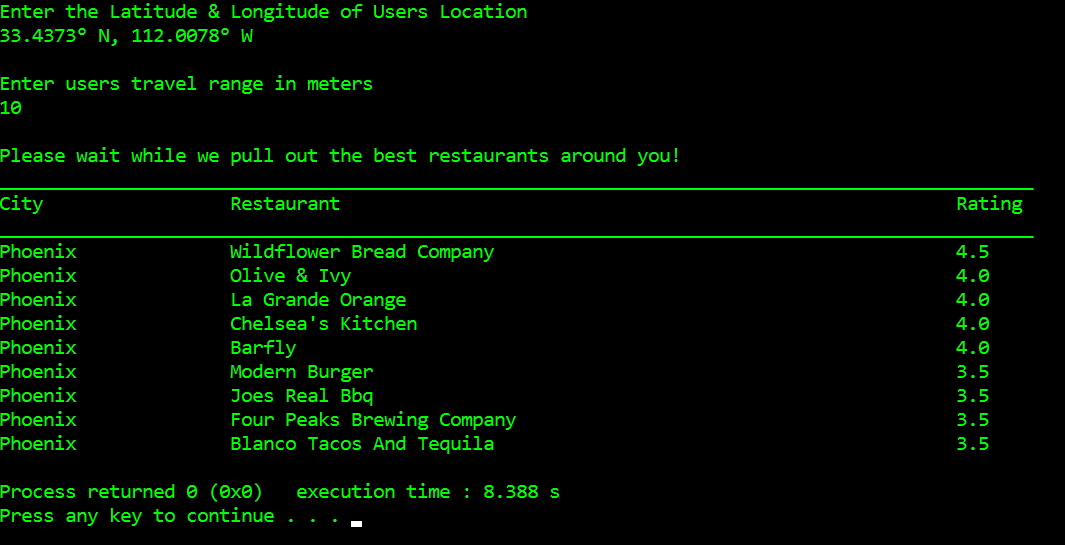 Enter the Latitude & Longitude of Users Location
33.4373° N, 112.0078° W
Enter users travel range in meters
10
Please wait while we pull out the best restaurants around you!
City Restaurant Rating
Phoenix Wildflower Bread Company 4.5
Phoenix Olive & Ivy 4.0
Phoenix La Grande Orange 4.0
Phoenix Chelsea's Kitchen 4.0
Phoenix Barfly 4.0
Phoenix Modern Burger 3.5
Phoenix Joes Real Bbq 3.5
Phoenix Four Peaks Brewing Company 3.5
Phoenix Blanco Tacos And Tequila 3.5
Process returned 0 (0x0) execution time : 8.388 s
Press any key to continue . . .